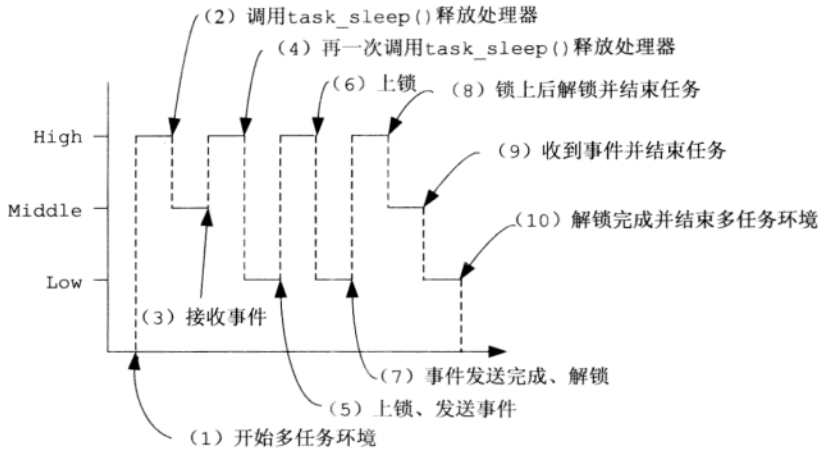 (2) 调用task_sleep()释放处理器
(4) 再一次调用task_sleep()释放处理器
(6) 上锁
(8) 锁上后解锁并结束任务
High
(9) 收到事件并结束任务
Middle
(10) 解锁完成并结束多任务环境
Low
(3) 接收事件
(7) 事件发送完成、解锁
(5) 上锁、发送事件
(1) 开始多任务环境